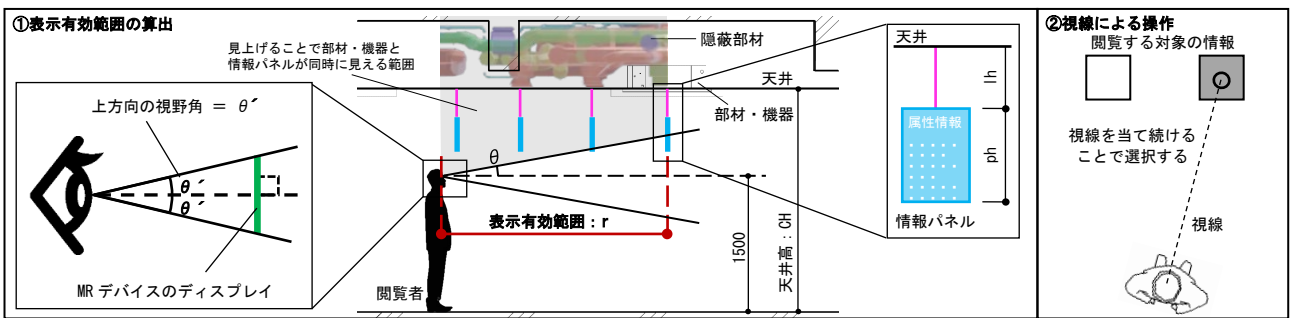 ①表示有効範囲の算出
見上げることで部材・機器と
情報パネルが同時に見える範囲
隠蔽部材
天井
部材・機器
上方向の視野角 = θ´
θ´
θ´
MRデバイスのディスプレイ
θ
表示有効範囲:r
閲覧者
1500
天井高:CH
天井
lh
属性情報
ph
情報パネル
②視線による操作
閲覧する対象の情報
視線を当て続ける
ことで選択する
視線